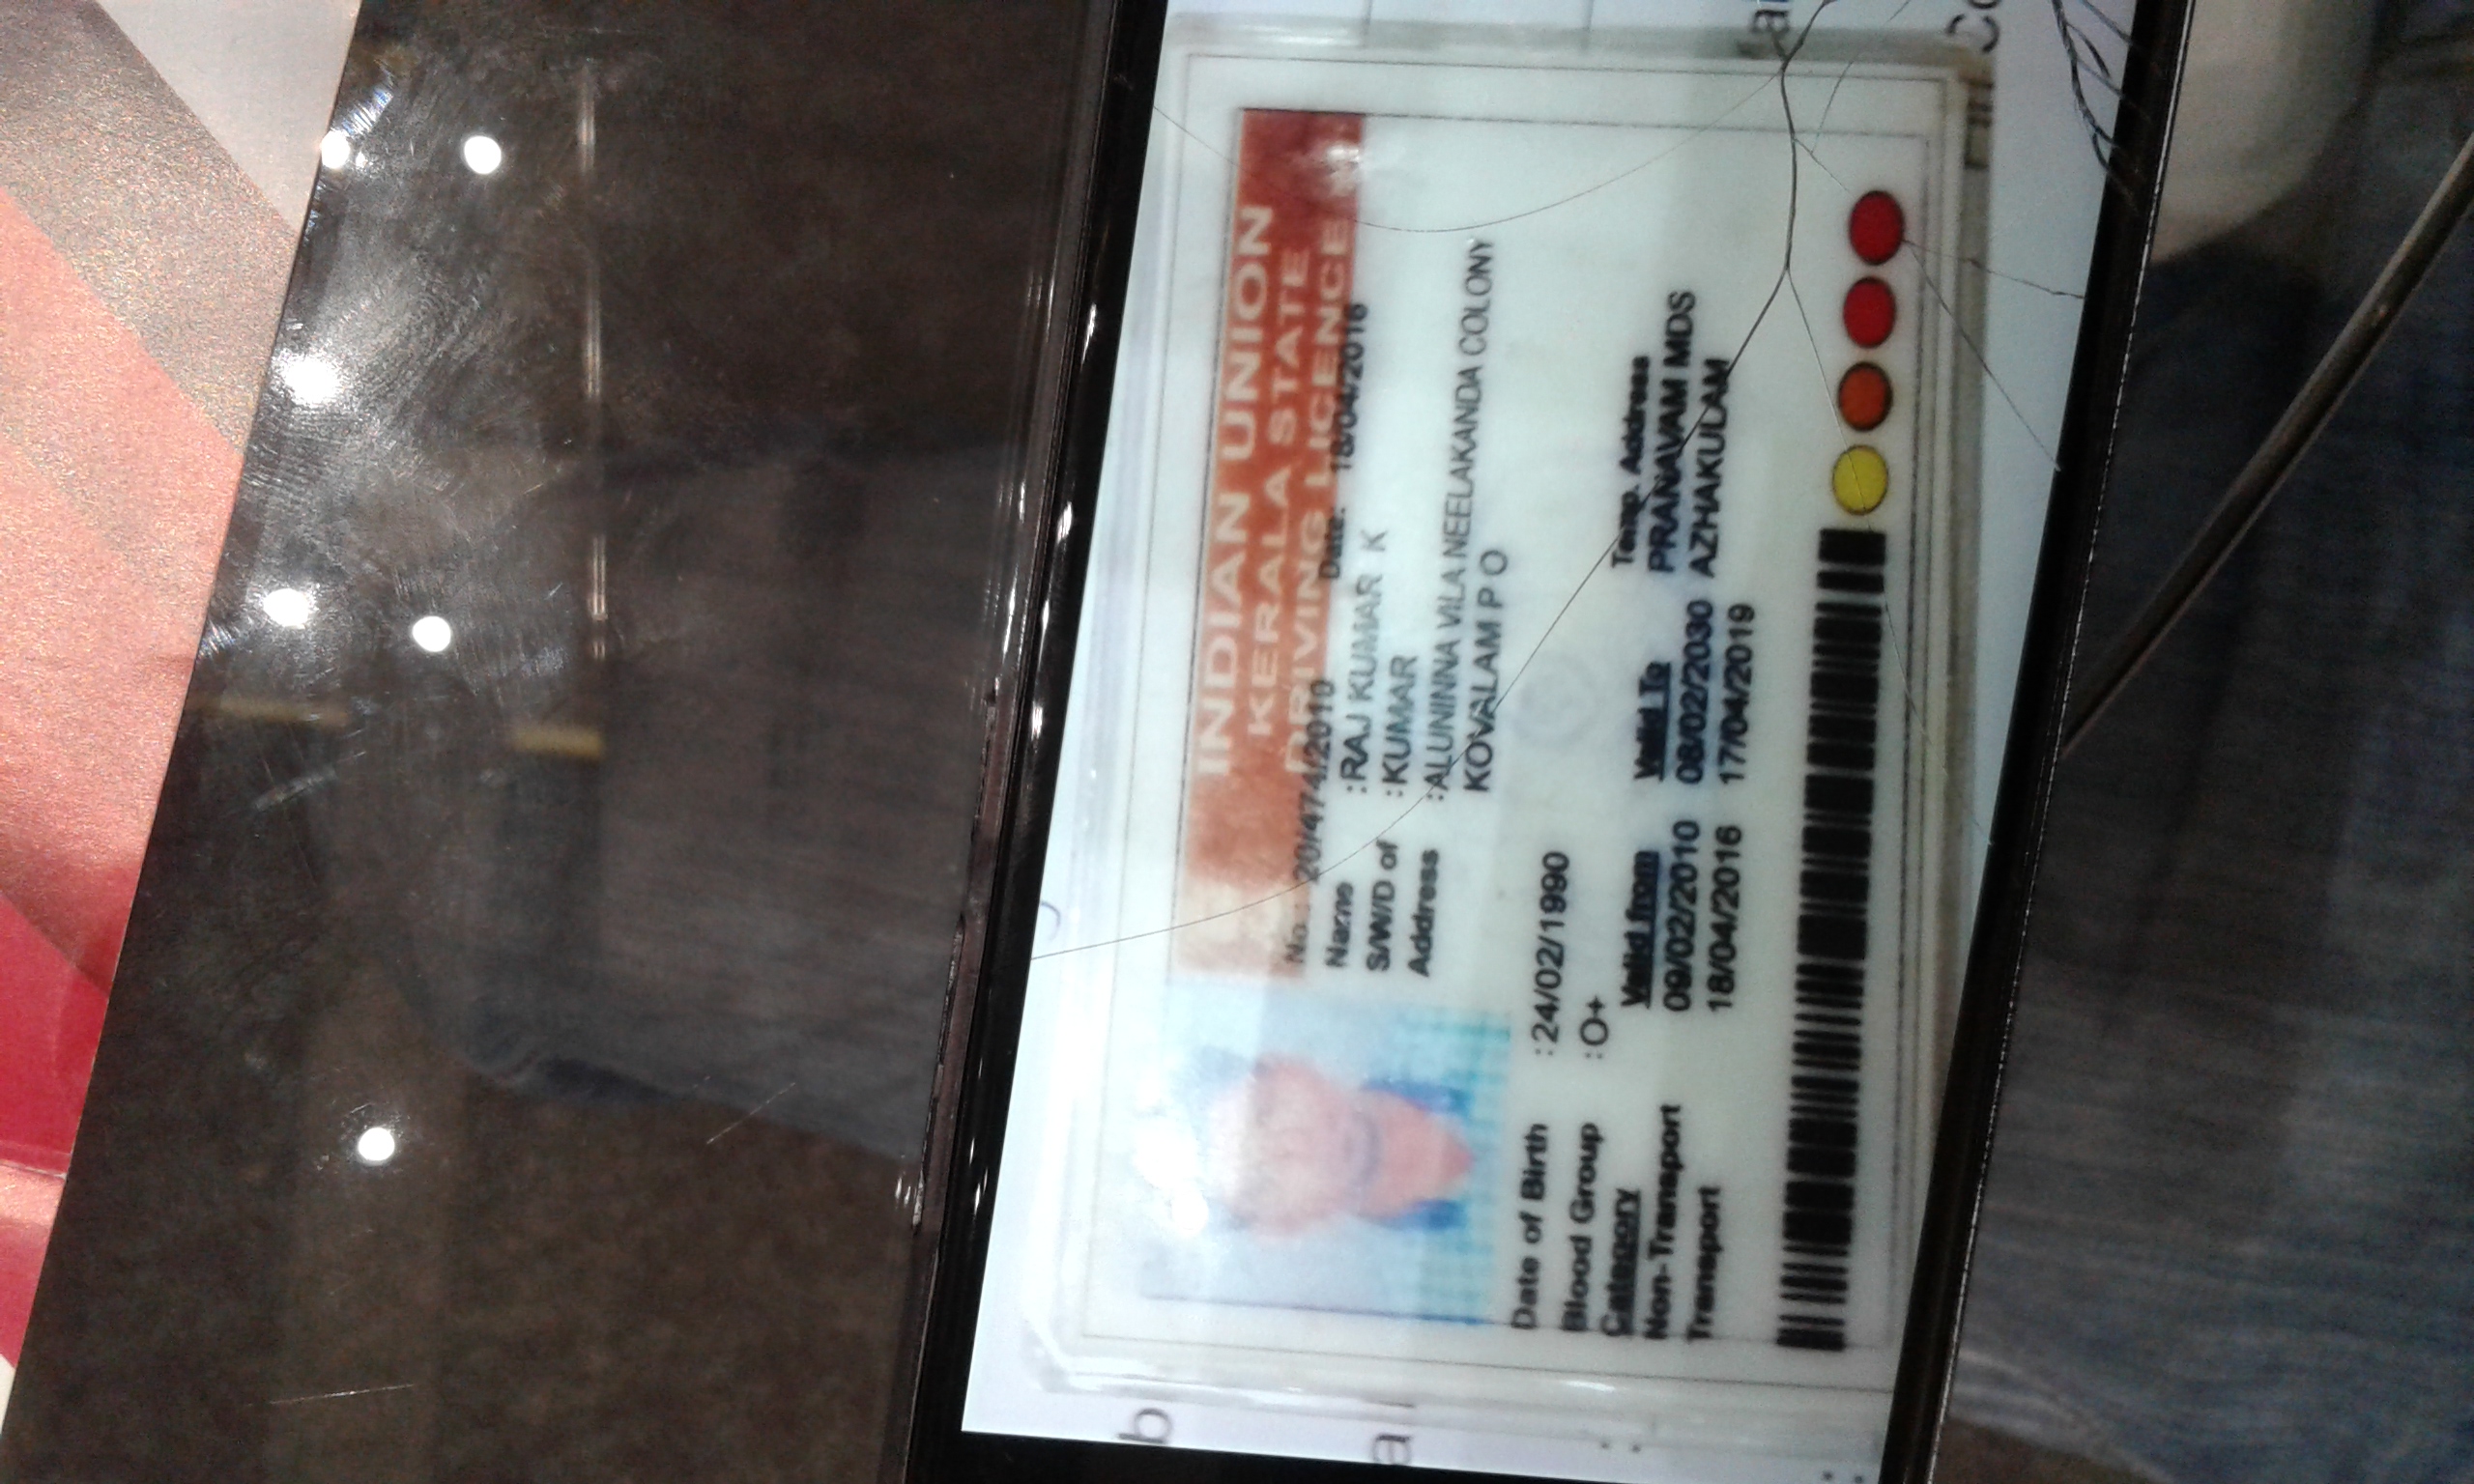 INDIAN UNION
KERALA STATE
DRIVING LICENCE
No : 20/474/2010 Date: 18/04/2016
Name :RAJ KUMAR K
S/W/D of :KUMAR
Address :ALUNINNA VILA NEELAKANDA COLONY
KOVALAM P O
Date of Birth :24/02/1990
Blood Group :O+
Category Valid from Valid To Temp. Address
Non-Transport 09/02/2010 08/02/2030 PRANAVAM MDS
Transport 18/04/2016 17/04/2019 AZHAKULAM